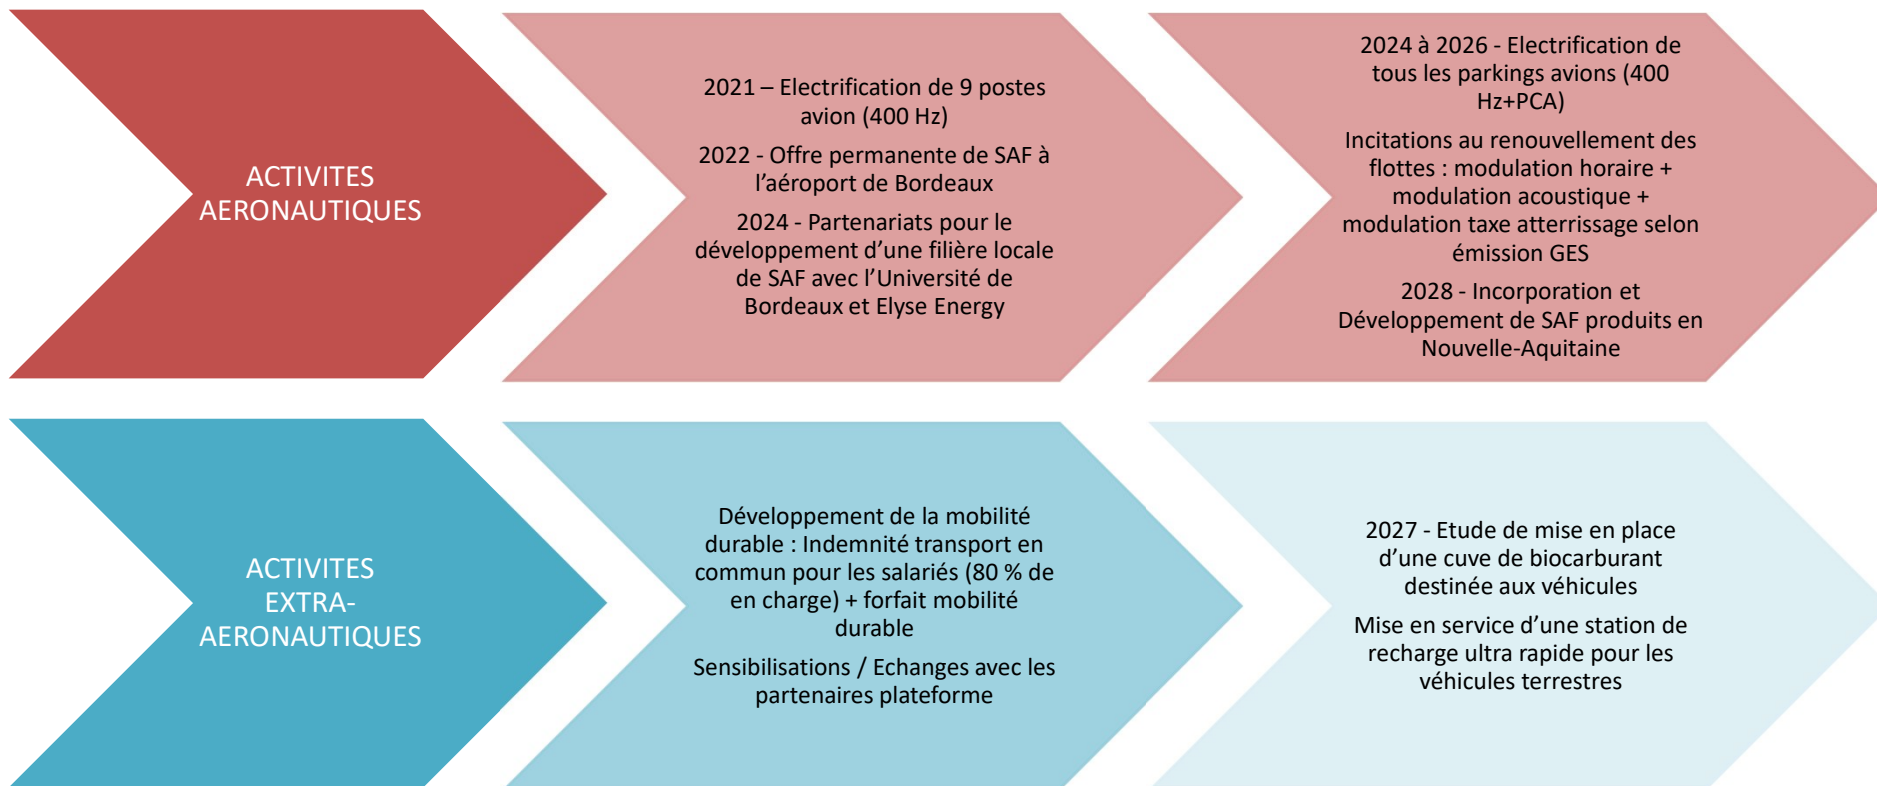 ACTIVITES
AERONAUTIQUES
2021 – Electrification de 9 postes
avion (400 Hz)
2022 - Offre permanente de SAF à
l’aéroport de Bordeaux
2024 - Partenariats pour le
développement d’une filière locale
de SAF avec l’Université de
Bordeaux et Elyse Energy
2024 à 2026 - Electrification de
tous les parkings avions (400
Hz+PCA)
Incitations au renouvellement des
flottes : modulation horaire +
modulation acoustique +
modulation taxe atterrissage selon
émission GES
2028 - Incorporation et
Développement de SAF produits en
Nouvelle-Aquitaine
ACTIVITES
EXTRA-
AERONAUTIQUES
Développement de la mobilité
durable : Indemnité transport en
commun pour les salariés (80 % de
en charge) + forfait mobilité
durable
Sensibilisations / Echanges avec les
partenaires plateforme
2027 - Etude de mise en place
d’une cuve de biocarburant
destinée aux véhicules
Mise en service d’une station de
recharge ultra rapide pour les
véhicules terrestres